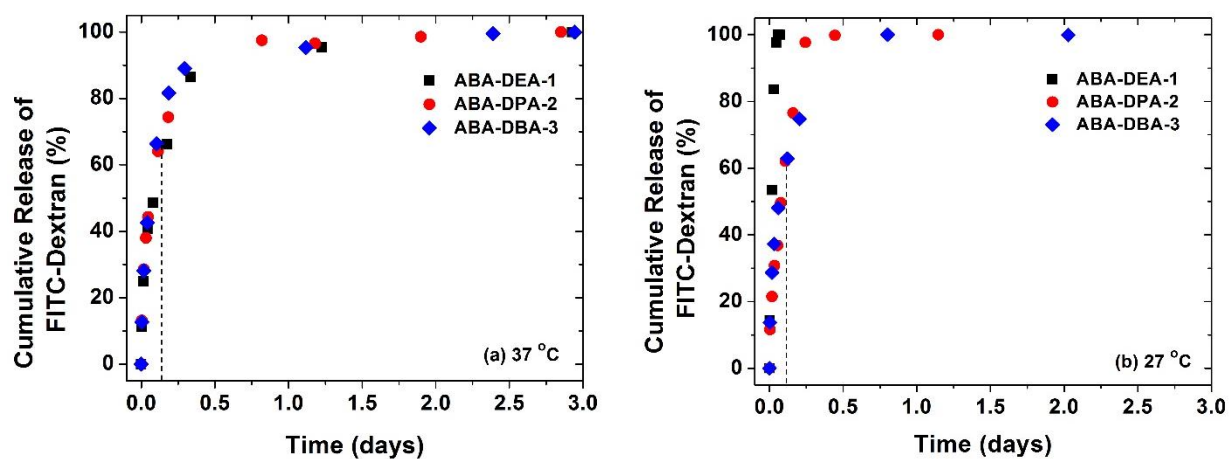 100
80
60
40
20
0
Cumulative Release of
FITC-Dextran (%)
ABA-DEA-1
ABA-DPA-2
ABA-DBA-3
(a) 37 °C
0.0 0.5 1.0 1.5 2.0 2.5 3.0
Time (days)
100
80
60
40
20
0
Cumulative Release of
FITC-Dextran (%)
ABA-DEA-1
ABA-DPA-2
ABA-DBA-3
(b) 27 °C
0.0 0.5 1.0 1.5 2.0 2.5 3.0
Time (days)